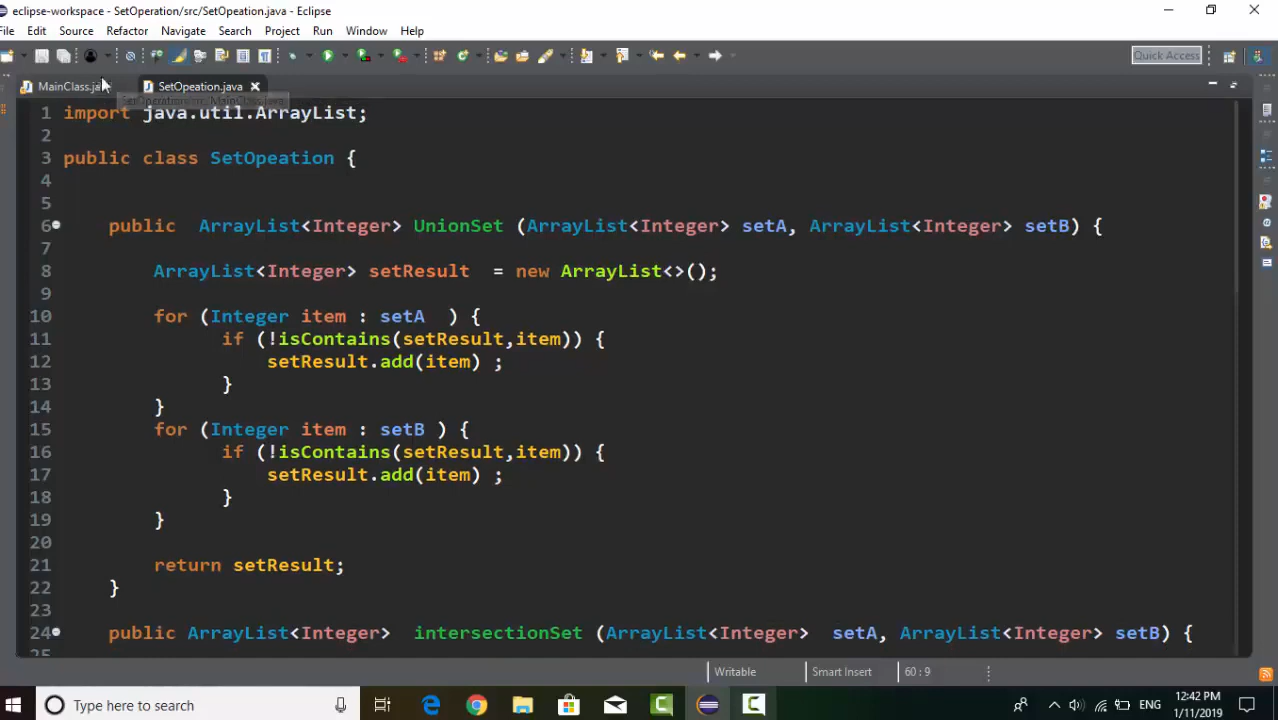 eclipse-workspace - SetOperation/src/SetOpeation.java - Eclipse
File Edit Source Refactor Navigate Search Project Run Window Help
Quick Access
MainClass.ja SetOpeation.java
SetOperation/src/MainClass.java
1 import java.util.ArrayList;
2
3 public class SetOpeation {
4
5
6 public ArrayList<Integer> UnionSet (ArrayList<Integer> setA, ArrayList<Integer> setB) {
7
8 ArrayList<Integer> setResult = new ArrayList<>();
9
10 for (Integer item : setA ) {
11 if (!isContains(setResult,item)) {
12 setResult.add(item) ;
13 }
14 }
15 for (Integer item : setB ) {
16 if (!isContains(setResult,item)) {
17 setResult.add(item) ;
18 }
19 }
20
21 return setResult;
22 }
23
24 public ArrayList<Integer> intersectionSet (ArrayList<Integer> setA, ArrayList<Integer> setB) {
25
Writable Smart Insert 60 : 9
Type here to search
ENG
12:42 PM
1/11/2019